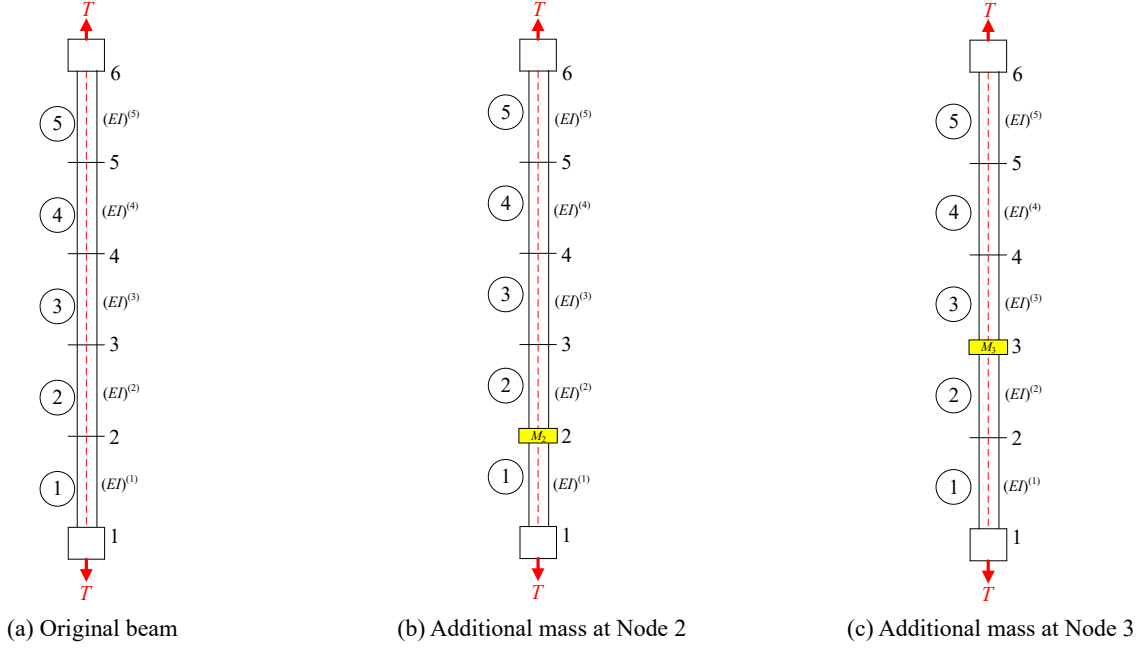 T
6
5
(EI)^{(5)}
5
4
(EI)^{(4)}
4
3
(EI)^{(3)}
3
2
(EI)^{(2)}
2
1
(EI)^{(1)}
1
T
(a) Original beam
T
6
5
(EI)^{(5)}
5
4
(EI)^{(4)}
4
3
(EI)^{(3)}
3
2
(EI)^{(2)}
M_2
2
1
(EI)^{(1)}
1
T
(b) Additional mass at Node 2
T
6
5
(EI)^{(5)}
5
4
(EI)^{(4)}
4
3
(EI)^{(3)}
M_3
3
2
(EI)^{(2)}
2
1
(EI)^{(1)}
1
T
(c) Additional mass at Node 3